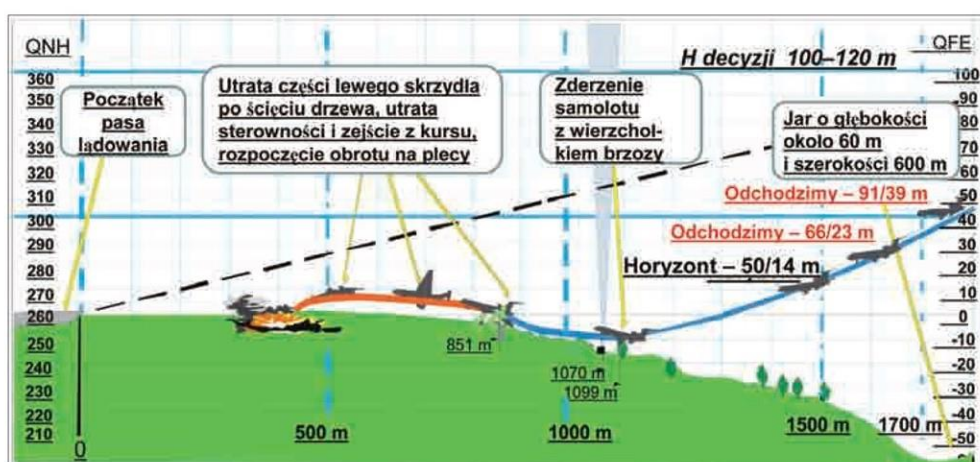 QNH
360
350
340
330
320
310
300
290
280
270
260
250
240
230
220
210
Początek
pasa
lądowania
Utrata części lewego skrzydła
po ścięciu drzewa, utrata
sterowności i zejście z kursu,
rozpoczęcie obrotu na plecy
Zderzenie
samolotu
z wierzchoł-
kiem brzozy
H decyzji 100–120 m
QFE
Jar o głębokości
około 60 m
i szerokości 600 m
Odchodzimy – 91/39 m
Odchodzimy – 66/23 m
Horyzont – 50/14 m
100
90
80
70
60
50
40
30
20
10
0
-10
-20
-30
-40
-50
851 m
1070 m
1099 m
0
500 m
1000 m
1500 m
1700 m